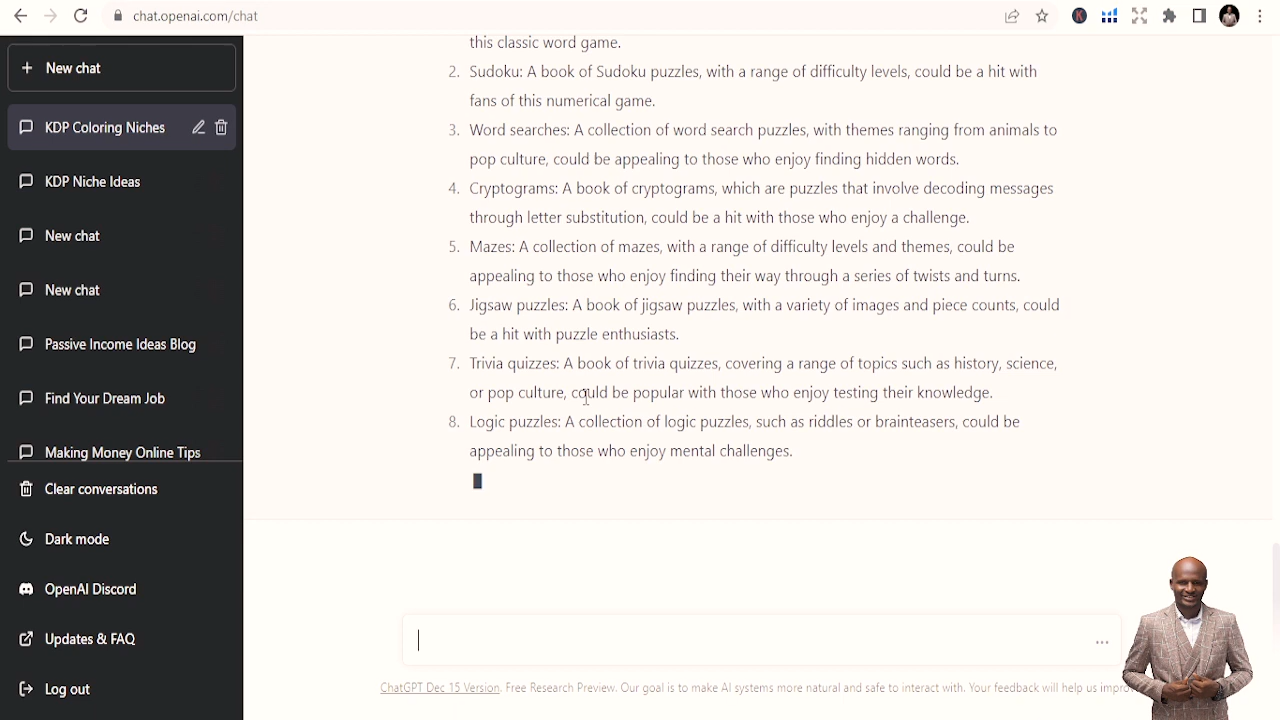 chat.openai.com/chat
New chat
KDP Coloring Niches
KDP Niche Ideas
New chat
New chat
Passive Income Ideas Blog
Find Your Dream Job
Making Money Online Tips
Clear conversations
Dark mode
OpenAI Discord
Updates & FAQ
Log out
this classic word game.
2. Sudoku: A book of Sudoku puzzles, with a range of difficulty levels, could be a hit with
fans of this numerical game.
3. Word searches: A collection of word search puzzles, with themes ranging from animals to
pop culture, could be appealing to those who enjoy finding hidden words.
4. Cryptograms: A book of cryptograms, which are puzzles that involve decoding messages
through letter substitution, could be a hit with those who enjoy a challenge.
5. Mazes: A collection of mazes, with a range of difficulty levels and themes, could be
appealing to those who enjoy finding their way through a series of twists and turns.
6. Jigsaw puzzles: A book of jigsaw puzzles, with a variety of images and piece counts, could
be a hit with puzzle enthusiasts.
7. Trivia quizzes: A book of trivia quizzes, covering a range of topics such as history, science,
or pop culture, could be popular with those who enjoy testing their knowledge.
8. Logic puzzles: A collection of logic puzzles, such as riddles or brainteasers, could be
appealing to those who enjoy mental challenges.
ChatGPT Dec 15 Version. Free Research Preview. Our goal is to make AI systems more natural and safe to interact with. Your feedback will help us